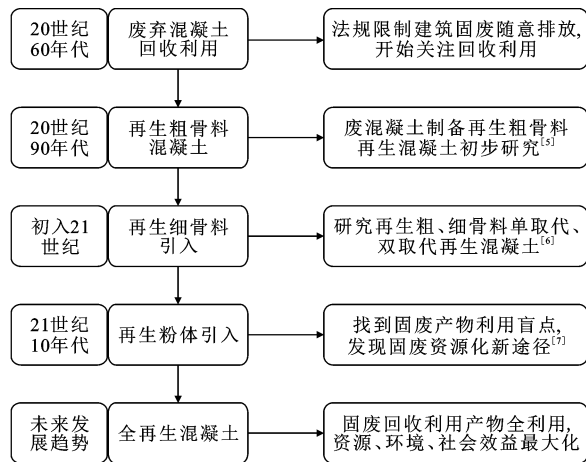 20世纪
60年代
废弃混凝土
回收利用
法规限制建筑固废随意排放,
开始关注回收利用
20世纪
90年代
再生粗骨料
混凝土
废混凝土制备再生粗骨料
再生混凝土初步研究[5]
初入21
世纪
再生细骨料
引入
研究再生粗、细骨料单取代、
双取代再生混凝土[6]
21世纪
10年代
再生粉体引入
找到固废产物利用盲点,
发现固废资源化新途径[7]
未来发
展趋势
全再生混凝土
固废回收利用产物全利用,
资源、环境、社会效益最大化